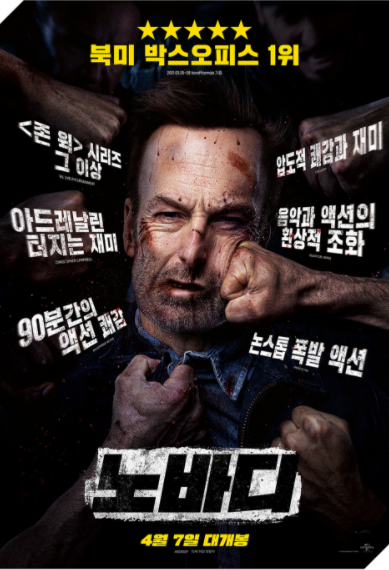 ★★★★★
북미 박스오피스 1위
<존 윅> 시리즈
그 이상
압도적 쾌감과 재미
아드레날린
터지는 재미
음악과 액션의
환상적 조화
90분간의
액션 쾌감
논스톱 폭발 액션
노바디
4월 7일 대개봉